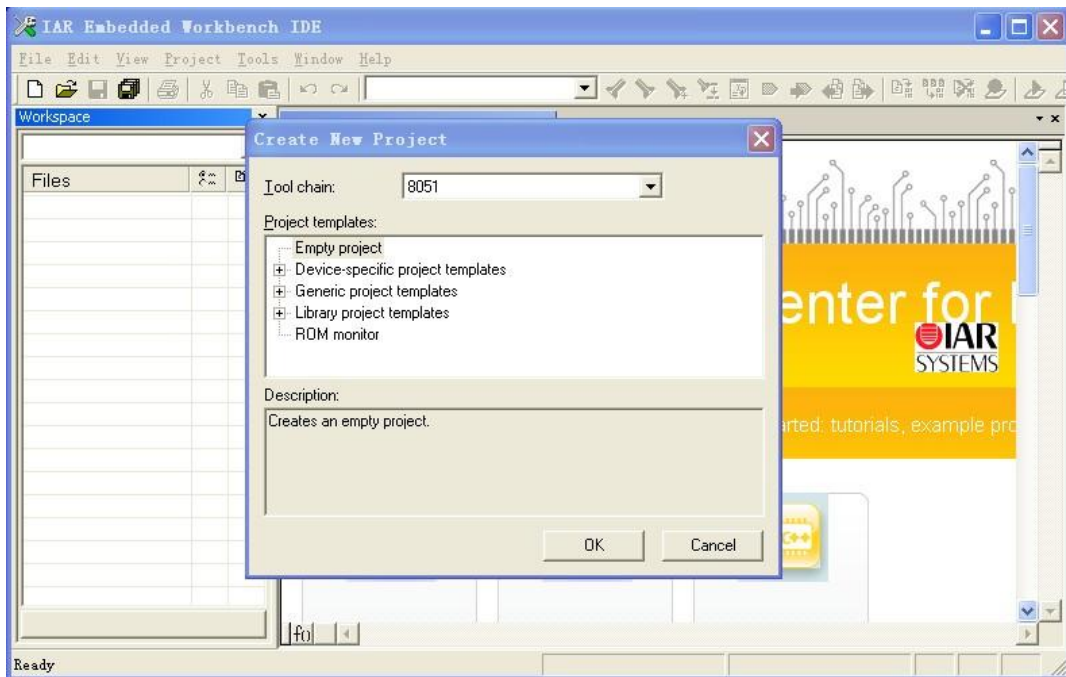 IAR Embedded Workbench IDE
File Edit View Project Tools Window Help
Workspace
Files
Create New Project
Tool chain:
8051
Project templates:
Empty project
Device-specific project templates
Generic project templates
Library project templates
ROM monitor
Description:
Creates an empty project.
OK Cancel
enter for
IAR
SYSTEMS
arted: tutorials, example pro
C++
f()
Ready